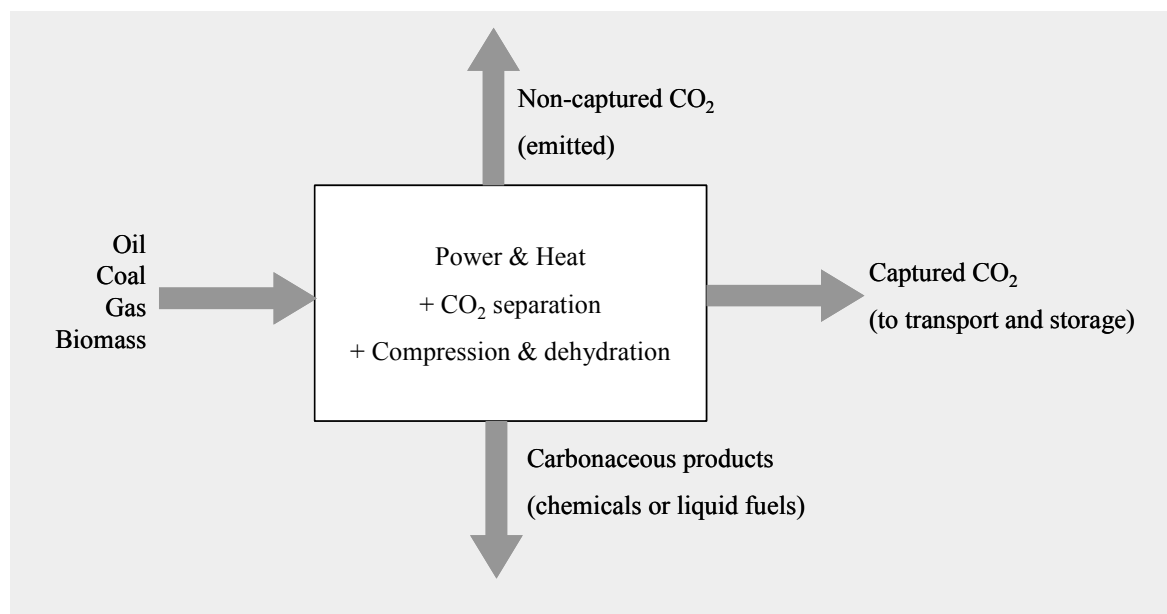 Non-captured CO₂
(emitted)
Oil
Coal
Gas
Biomass
Power & Heat
+ CO₂ separation
+ Compression & dehydration
Captured CO₂
(to transport and storage)
Carbonaceous products
(chemicals or liquid fuels)